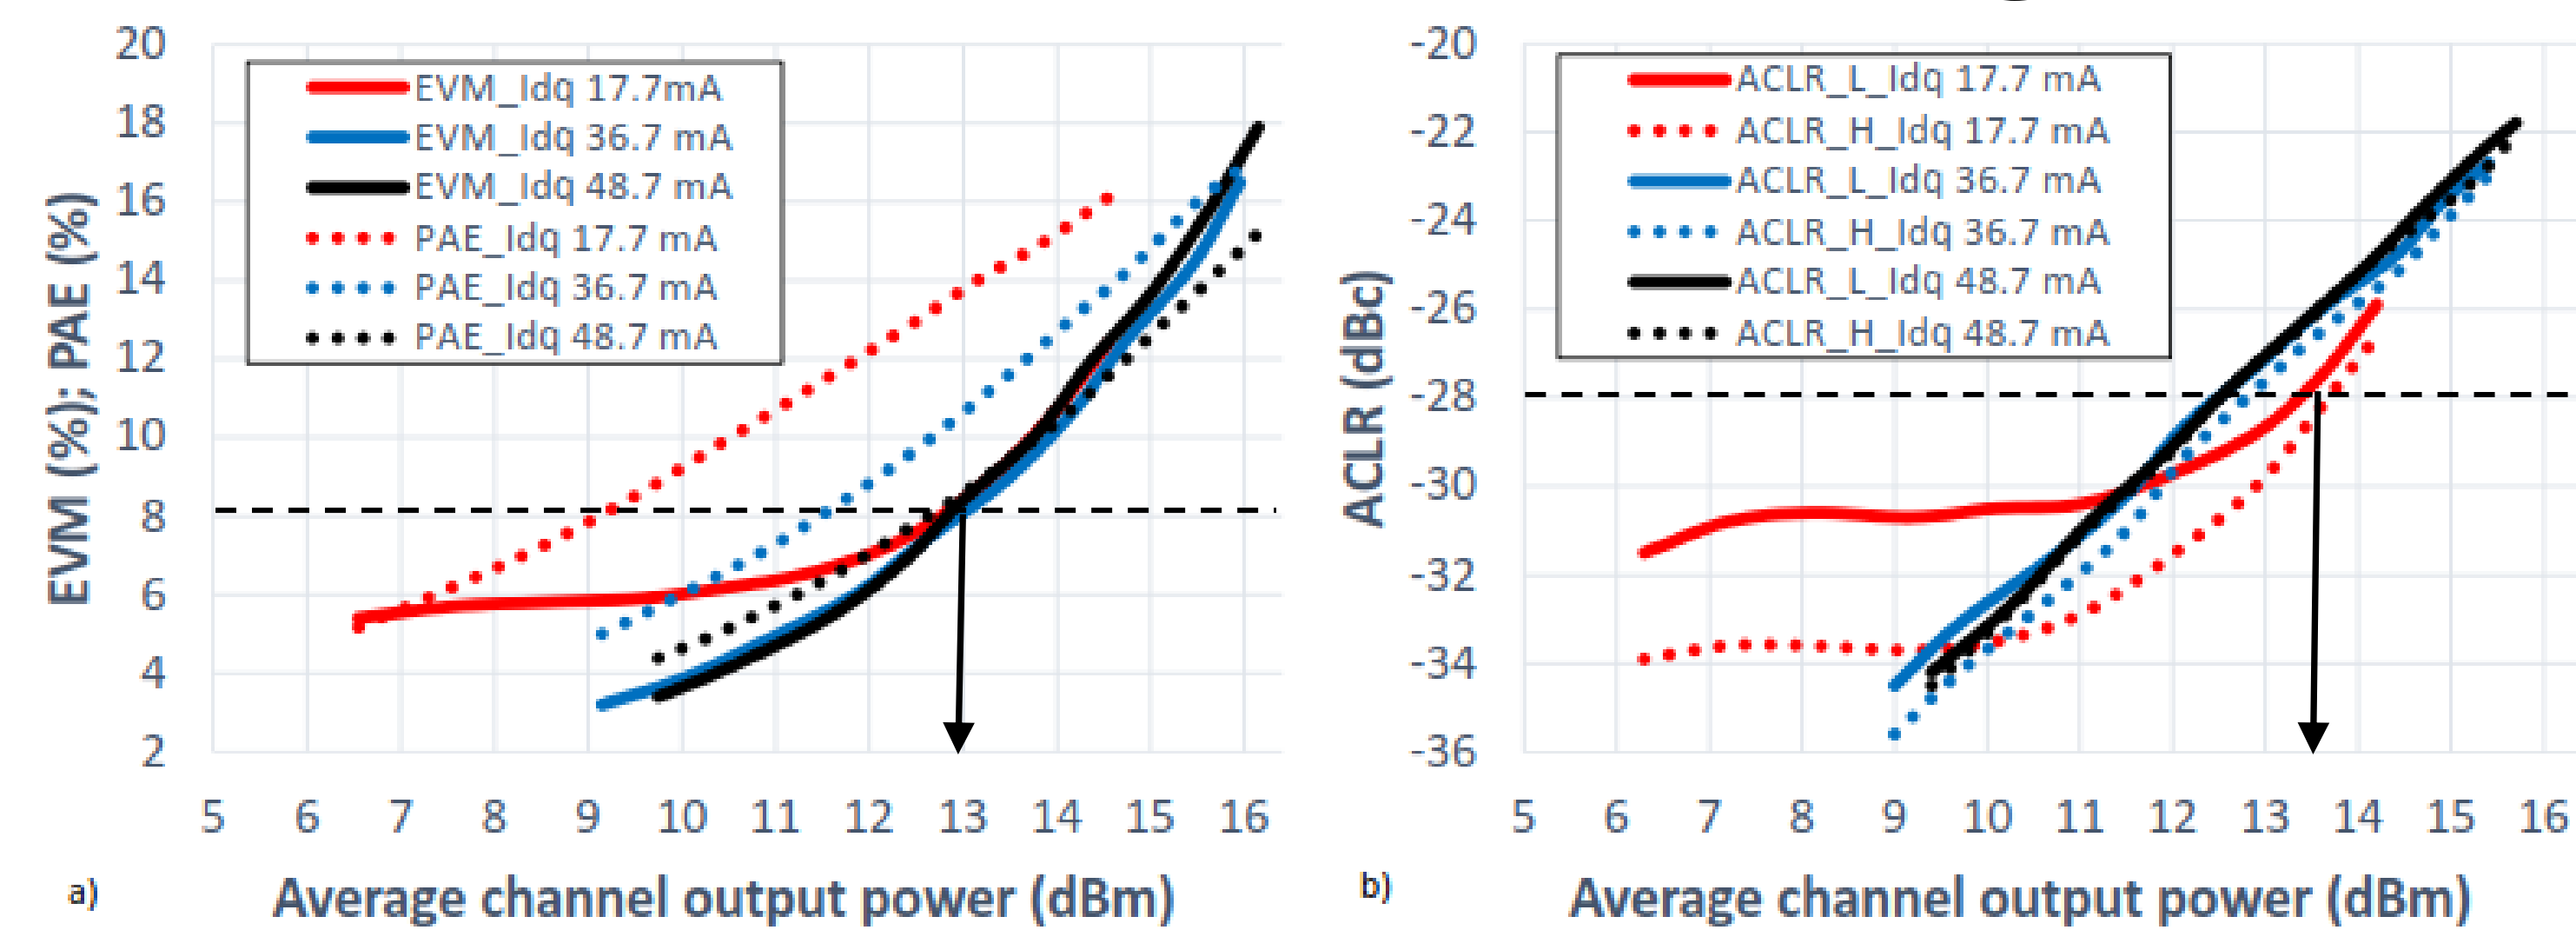 EVM (%); PAE (%)
20
18
16
14
12
10
8
6
4
2
EVM_Idq 17.7mA
EVM_Idq 36.7 mA
EVM_Idq 48.7 mA
PAE_Idq 17.7 mA
PAE_Idq 36.7 mA
PAE_Idq 48.7 mA
5 6 7 8 9 10 11 12 13 14 15 16
a) Average channel output power (dBm)
ACLR (dBc)
-20
-22
-24
-26
-28
-30
-32
-34
-36
ACLR_L_Idq 17.7 mA
ACLR_H_Idq 17.7 mA
ACLR_L_Idq 36.7 mA
ACLR_H_Idq 36.7 mA
ACLR_L_Idq 48.7 mA
ACLR_H_Idq 48.7 mA
5 6 7 8 9 10 11 12 13 14 15 16
b) Average channel output power (dBm)